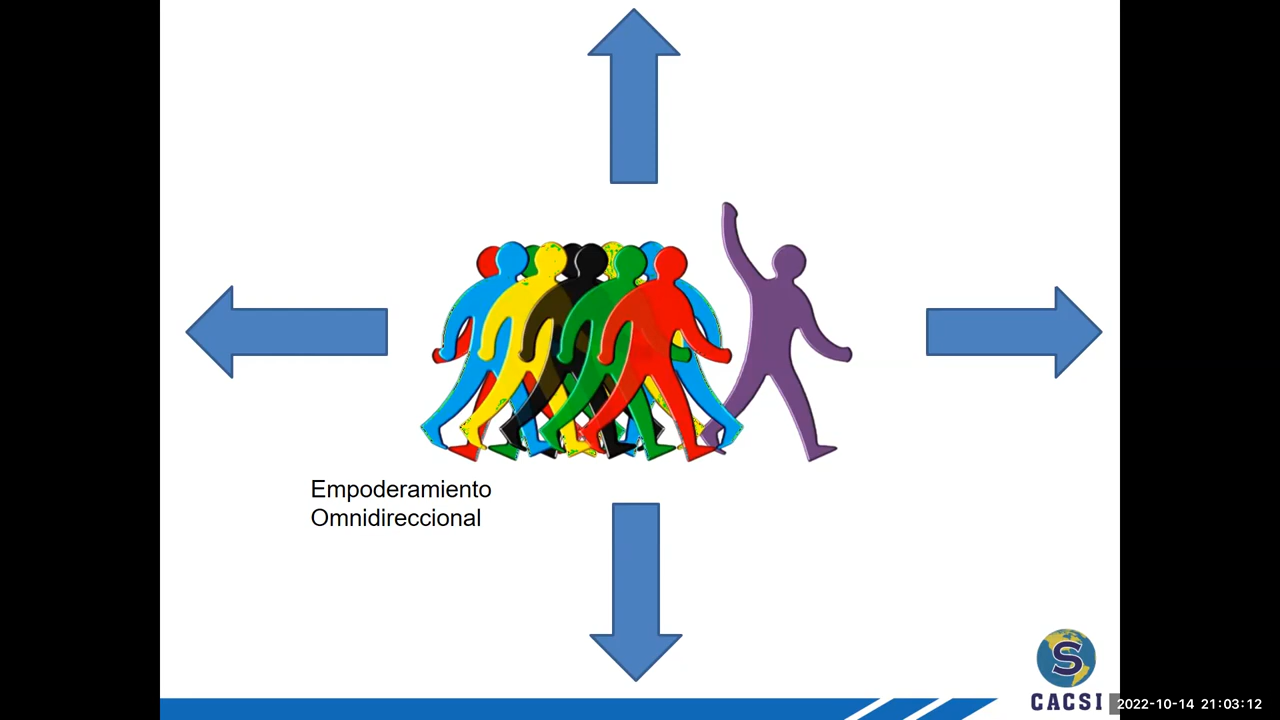 Empoderamiento
Omnidireccional
S
CACSI
2022-10-14 21:03:12